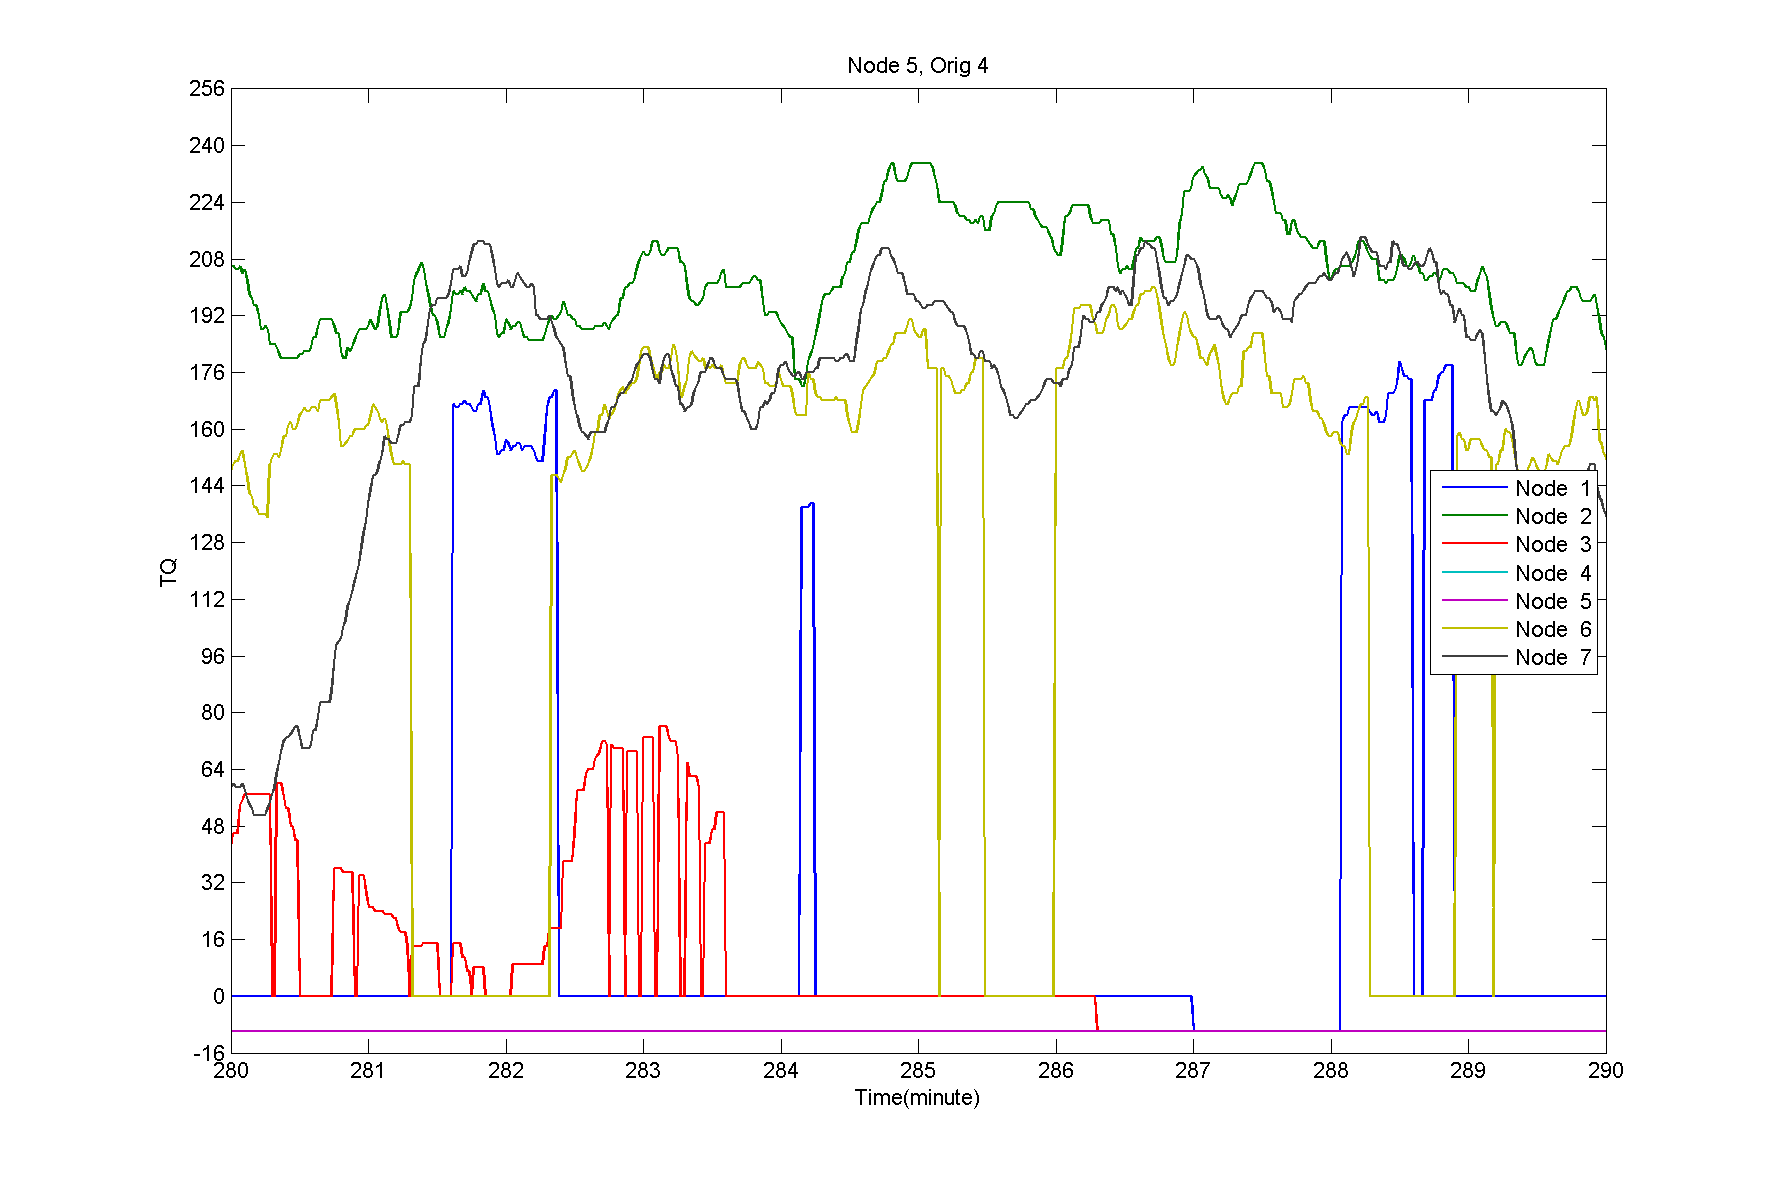 Node 5, Orig 4
256
240
224
208
192
176
160
144
128
112
96
80
64
48
32
16
0
-16
TQ
280 281 282 283 284 285 286 287 288 289 290
Time(minute)
Node 1
Node 2
Node 3
Node 4
Node 5
Node 6
Node 7